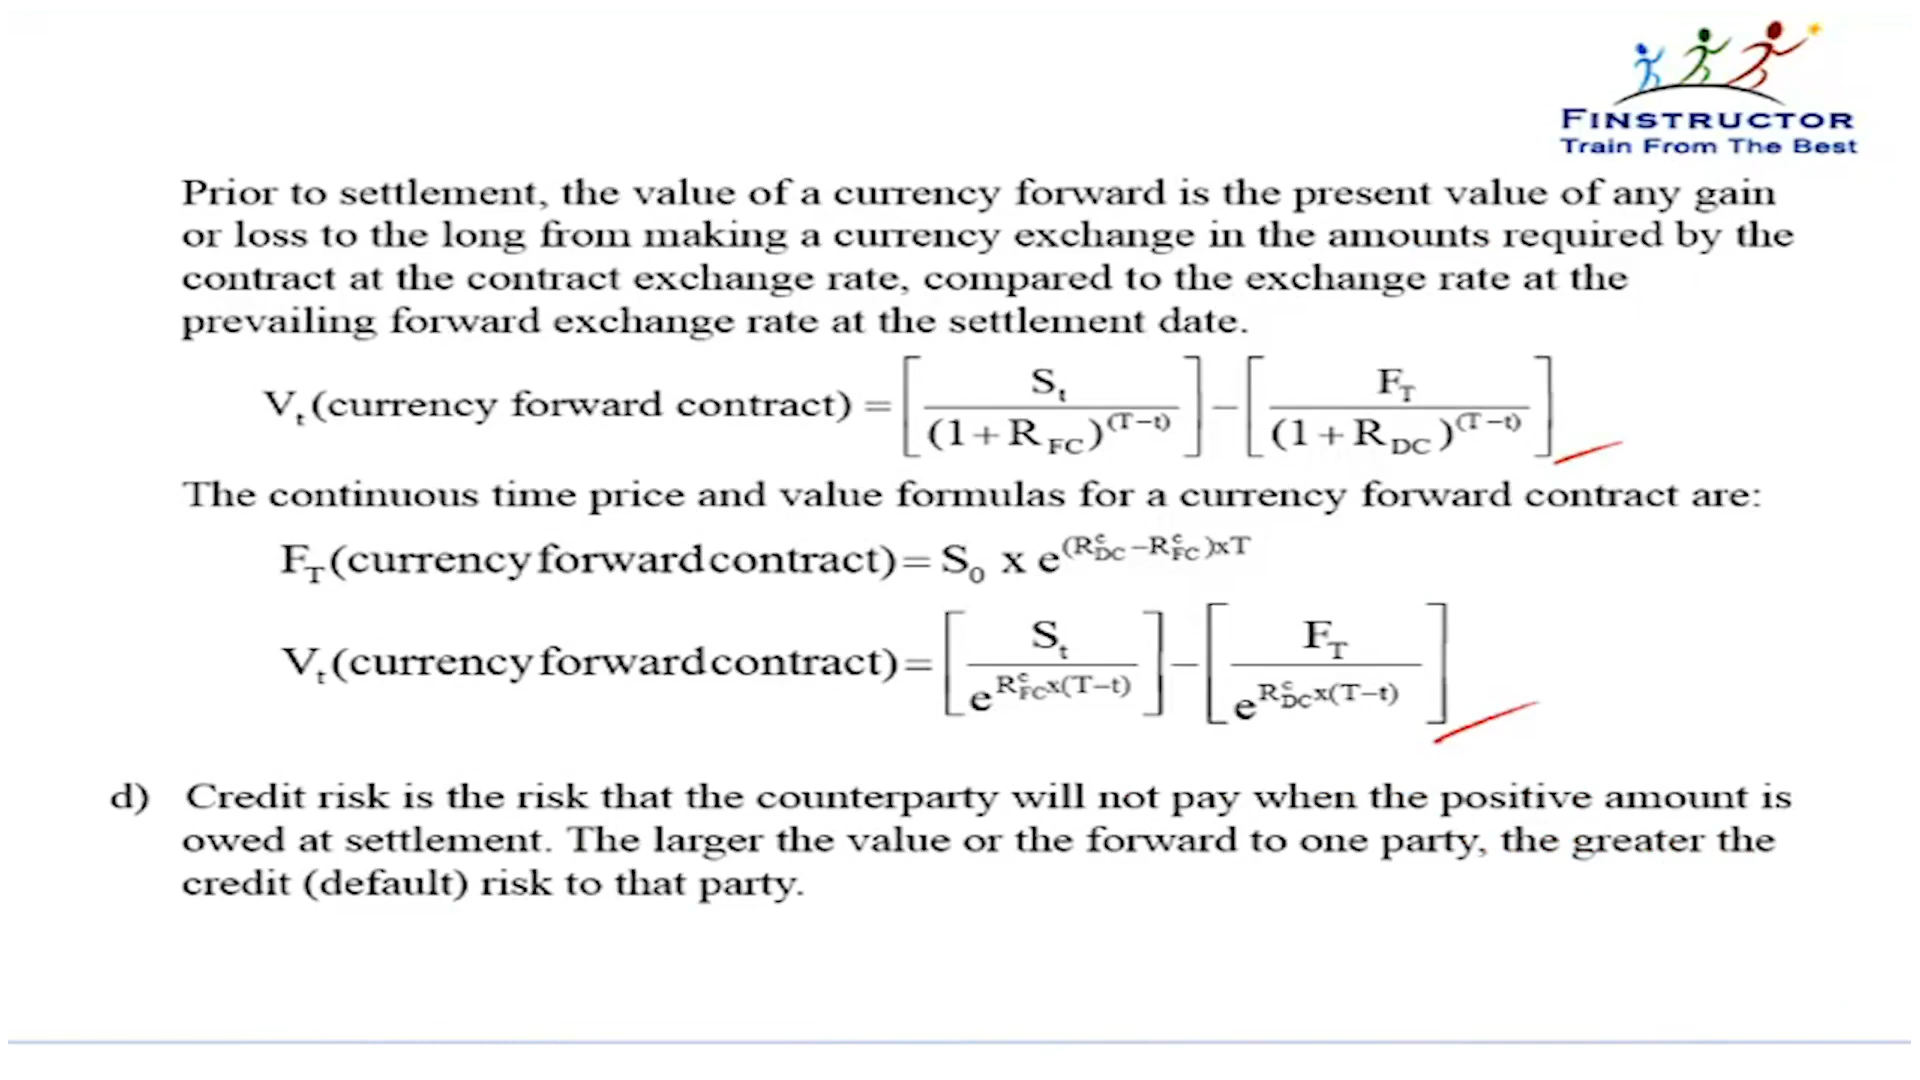 FINSTRUCTOR
Train From The Best
Prior to settlement, the value of a currency forward is the present value of any gain
or loss to the long from making a currency exchange in the amounts required by the
contract at the contract exchange rate, compared to the exchange rate at the
prevailing forward exchange rate at the settlement date.
V_t (currency forward contract) = [S_t / (1+R_FC)^(T−t)] − [F_T / (1+R_DC)^(T−t)]
The continuous time price and value formulas for a currency forward contract are:
F_T (currency forward contract) = S_0 x e^(R^c_DC −R^c_FC)xT
V_t (currency forward contract) = [S_t / e^R^c_FC x(T−t)] − [F_T / e^R^c_DC x(T−t)]
d) Credit risk is the risk that the counterparty will not pay when the positive amount is
owed at settlement. The larger the value or the forward to one party, the greater the
credit (default) risk to that party.